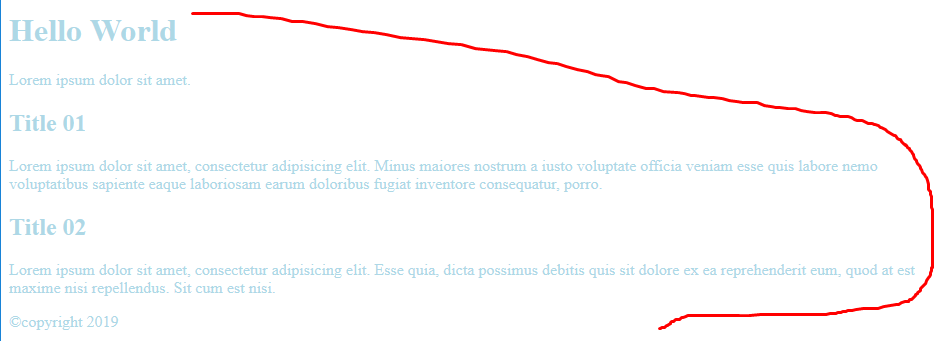 Hello World
Lorem ipsum dolor sit amet.
Title 01
Lorem ipsum dolor sit amet, consectetur adipisicing elit. Minus maiores nostrum a iusto voluptate officia veniam esse quis labore nemo
voluptatibus sapiente eaque laboriosam earum doloribus fugiat inventore consequatur, porro.
Title 02
Lorem ipsum dolor sit amet, consectetur adipisicing elit. Esse quia, dicta possimus debitis quis sit dolore ex ea reprehenderit eum, quod at est
maxime nisi repellendus. Sit cum est nisi.
©copyright 2019